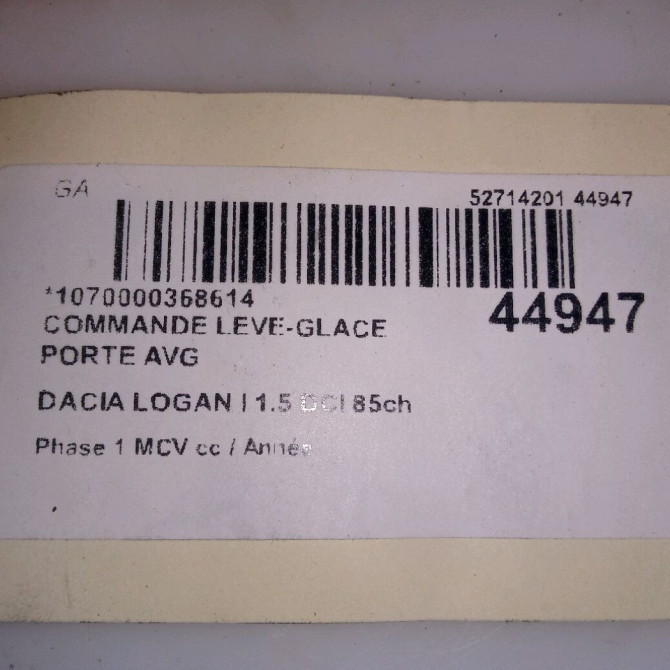 GA
52714201 44947
*1070000368614
44947
COMMANDE LEVE-GLACE
PORTE AVG
DACIA LOGAN I 1.5 DCI 85ch
Phase 1 MCV cc / Année